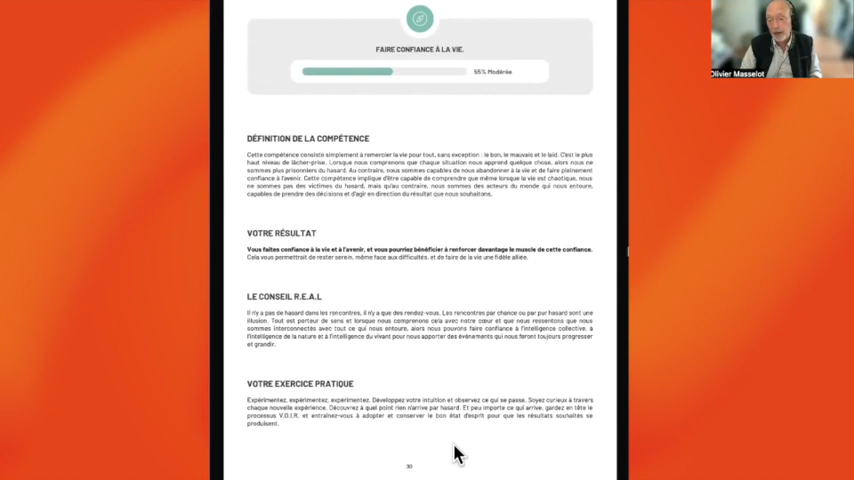 FAIRE CONFIANCE À LA VIE.
55% Modérée
Olivier Masselot
DÉFINITION DE LA COMPÉTENCE
Cette compétence consiste simplement à remercier la vie pour tout, sans exception : le bon, le mauvais et le laid. C'est le plus
haut niveau de lâcher-prise. Lorsque nous comprenons que chaque situation nous apprend quelque chose, alors nous ne
sommes plus prisonniers du hasard. Au contraire, nous sommes capables de nous abandonner à la vie et de faire pleinement
confiance à l'avenir. Cette compétence implique d'être capable de comprendre que même lorsque la vie est chaotique, nous
ne sommes pas des victimes du hasard, mais qu'au contraire, nous sommes des acteurs du monde qui nous entoure,
capables de prendre des décisions et d'agir en direction du résultat que nous souhaitons.
VOTRE RÉSULTAT
Vous faites confiance à la vie et à l'avenir, et vous pourriez bénéficier à renforcer davantage le muscle de cette confiance.
Cela vous permettrait de rester serein, même face aux difficultés, et de faire de la vie une fidèle alliée.
LE CONSEIL R.E.A.L
Il n'y a pas de hasard dans les rencontres, il n'y a que des rendez-vous. Les rencontres par chance ou par pur hasard sont une
illusion. Tout est porteur de sens et lorsque nous comprenons cela avec notre cœur et que nous ressentons que nous
sommes interconnectés avec tout ce qui nous entoure, alors nous pouvons faire confiance à l'intelligence collective, à
l'intelligence de la nature et à l'intelligence du vivant pour nous apporter des événements qui nous feront toujours progresser
et grandir.
VOTRE EXERCICE PRATIQUE
Expérimentez, expérimentez, expérimentez. Développez votre intuition et observez ce qui se passe. Soyez curieux à travers
chaque nouvelle expérience. Découvrez à quel point rien n'arrive par hasard. Et peu importe ce qui arrive, gardez en tête le
processus V.O.I.R. et entraînez-vous à adopter et conserver le bon état d'esprit pour que les résultats souhaités se
produisent.
30